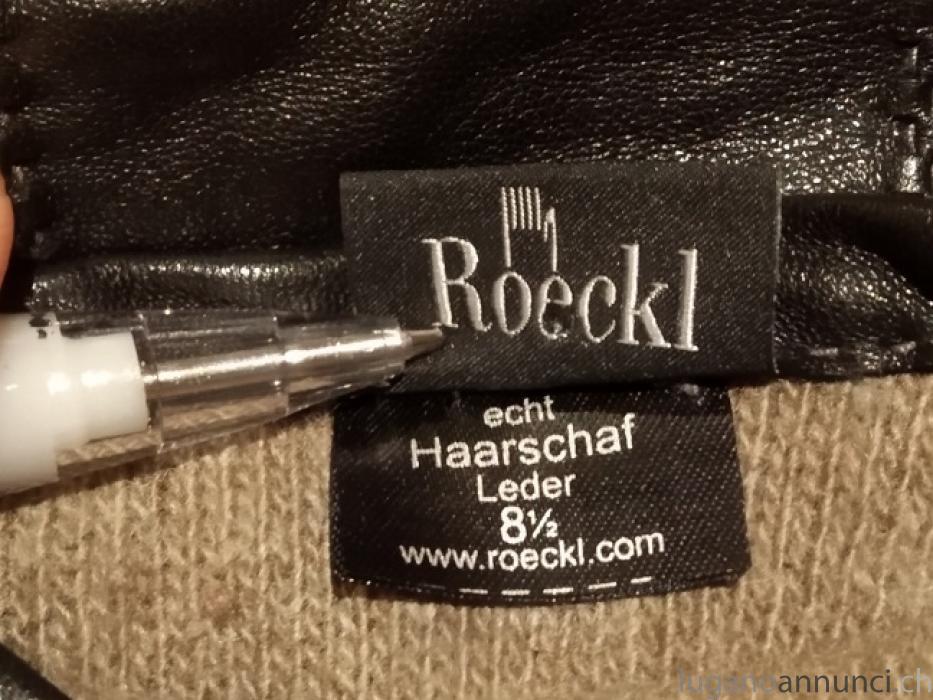 Roeckl
echt
Haarschaf
Leder
8½
www.roeckl.com
luganoannunci.ch